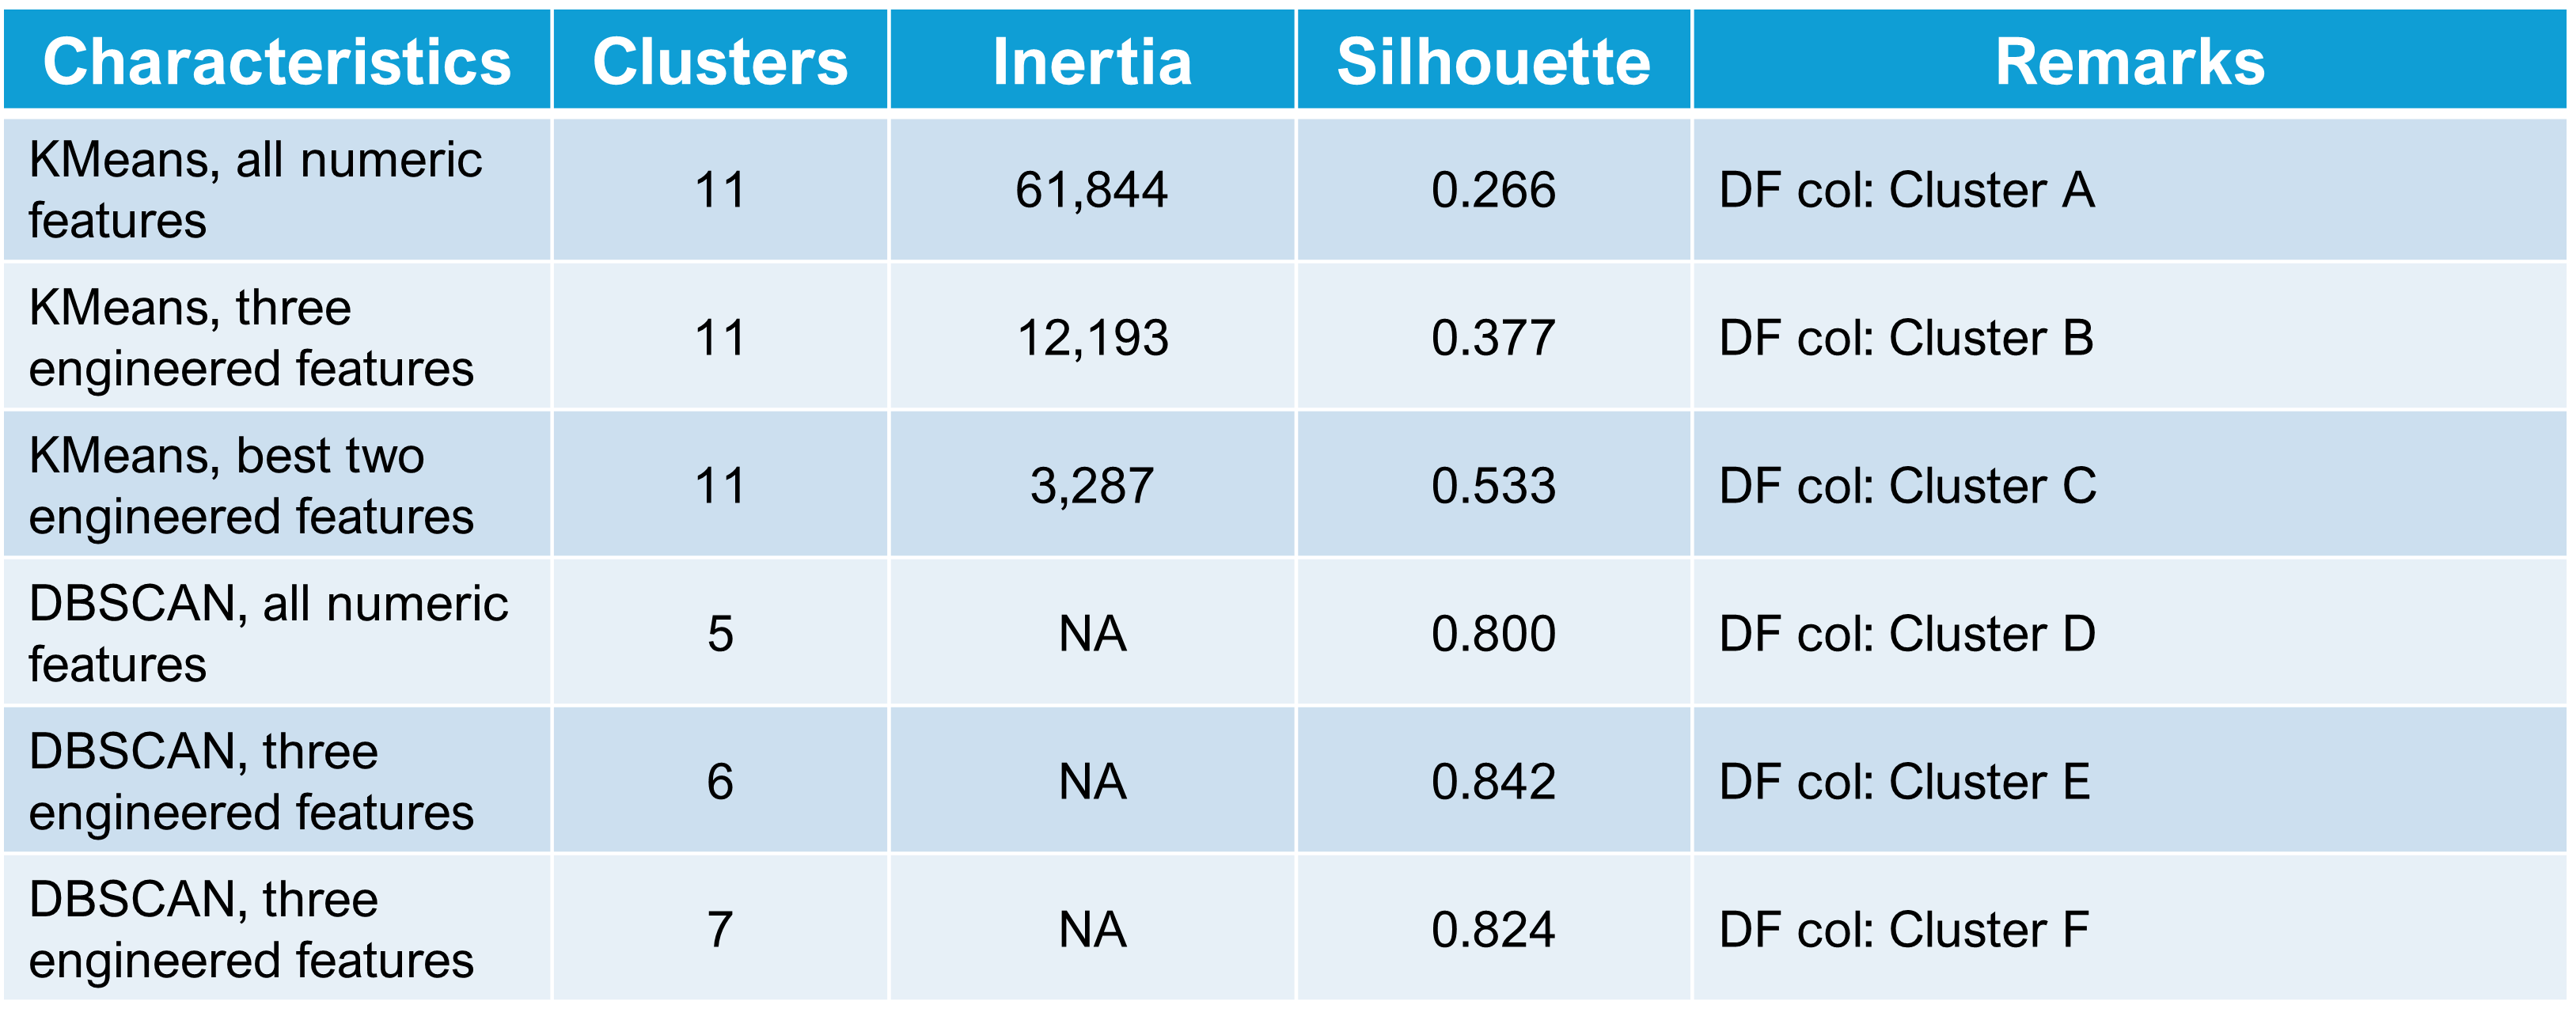 Characteristics Clusters Inertia Silhouette Remarks
KMeans, all numeric
features
11 61,844 0.266 DF col: Cluster A
KMeans, three
engineered features
11 12,193 0.377 DF col: Cluster B
KMeans, best two
engineered features
11 3,287 0.533 DF col: Cluster C
DBSCAN, all numeric
features
5 NA 0.800 DF col: Cluster D
DBSCAN, three
engineered features
6 NA 0.842 DF col: Cluster E
DBSCAN, three
engineered features
7 NA 0.824 DF col: Cluster F